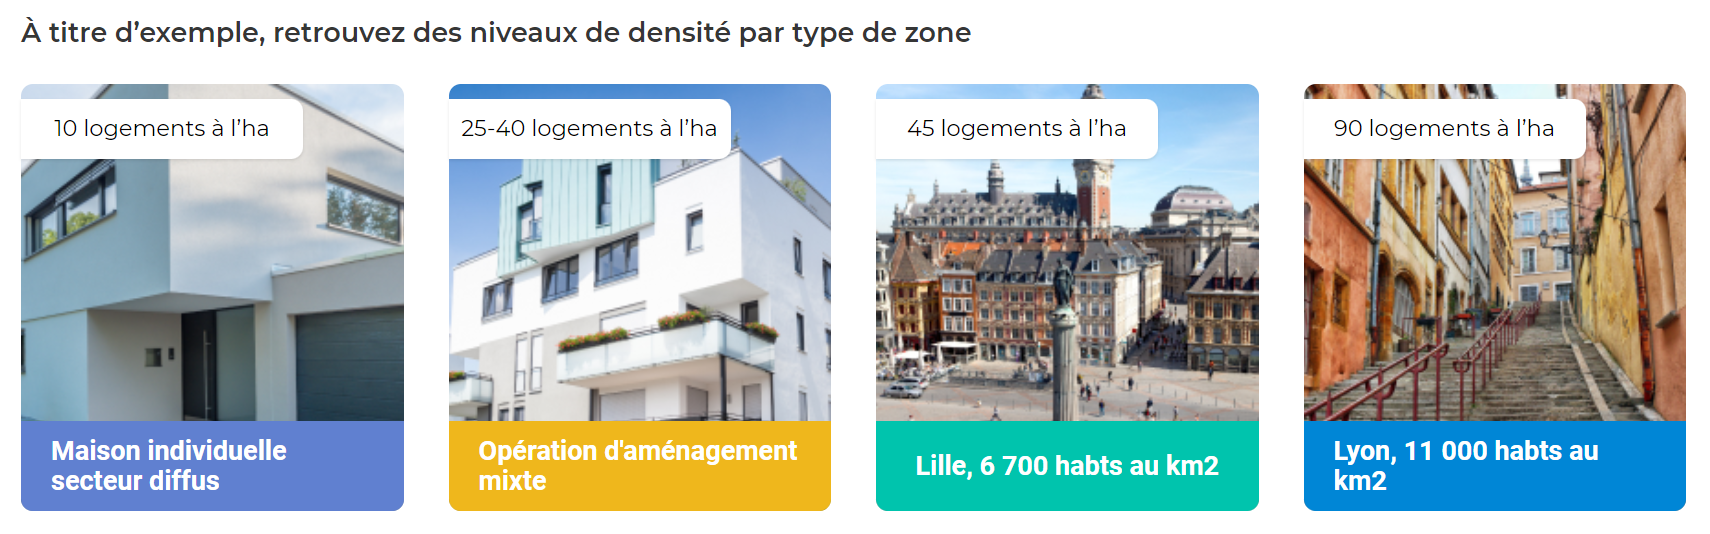 À titre d’exemple, retrouvez des niveaux de densité par type de zone
10 logements à l’ha
25-40 logements à l’ha
45 logements à l’ha
90 logements à l’ha
Maison individuelle
secteur diffus
Opération d'aménagement
mixte
Lille, 6 700 habts au km2
Lyon, 11 000 habts au
km2